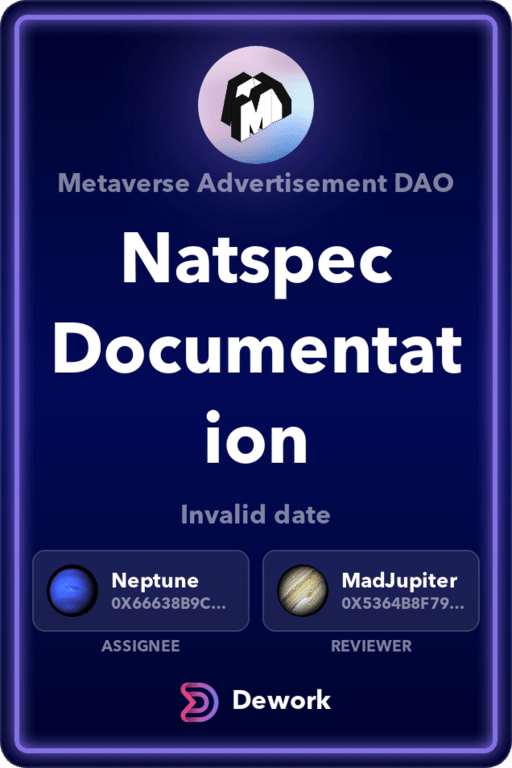 M
Metaverse Advertisement DAO
Natspec
Documentat
ion
Invalid date
Neptune
0X66638B9C...
MadJupiter
0X5364B8F79...
ASSIGNEE
REVIEWER
Dework